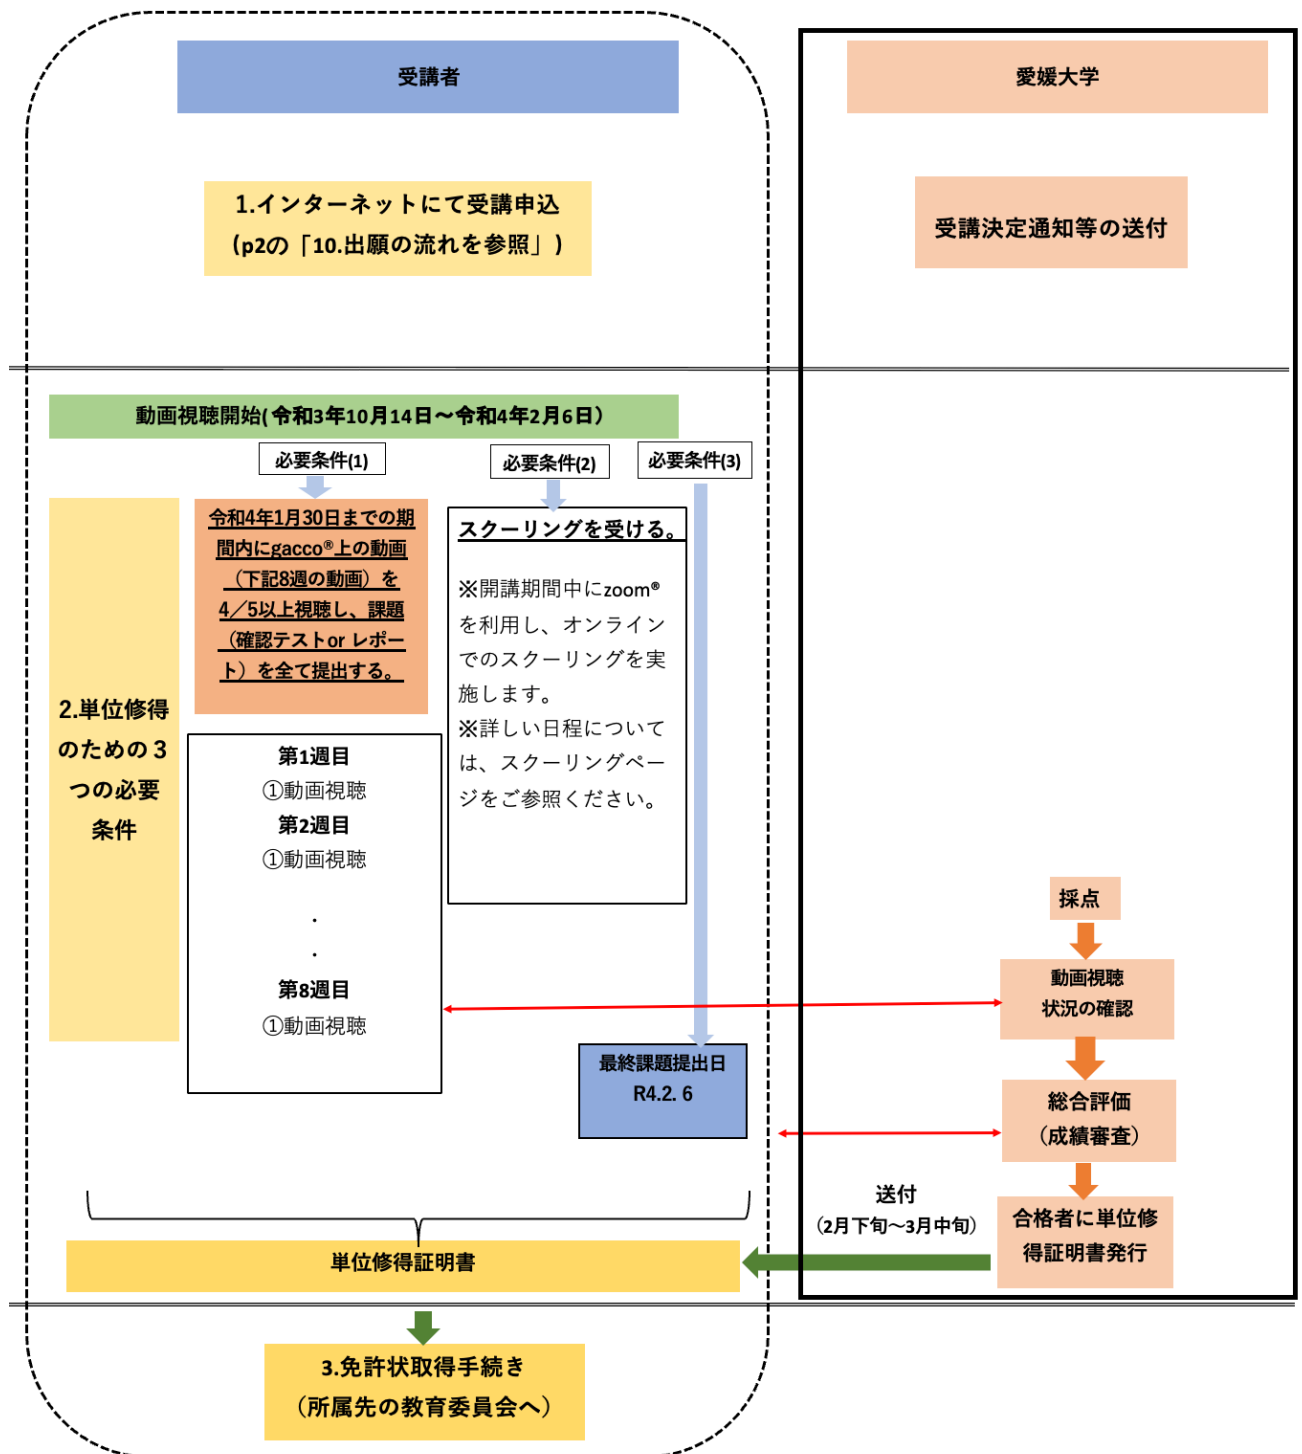 受講者
愛媛大学
1.インターネットにて受講申込
(p2の「10.出願の流れを参照」)
受講決定通知等の送付
動画視聴開始(令和3年10月14日～令和4年2月6日）
必要条件(1)
必要条件(2)
必要条件(3)
2.単位修得
のための３
つの必要
条件
令和4年1月30日までの期
間内にgacco®上の動画
（下記8週の動画）を
4／5以上視聴し、課題
（確認テストor レポー
ト）を全て提出する。
第1週目
①動画視聴
第2週目
①動画視聴
.
.
第8週目
①動画視聴
スクーリングを受ける。
※開講期間中にzoom®
を利用し、オンライン
でのスクーリングを実
施します。
※詳しい日程について
は、スクーリングペー
ジをご参照ください。
最終課題提出日
R4.2. 6
採点
動画視聴
状況の確認
総合評価
（成績審査）
合格者に単位修
得証明書発行
送付
（2月下旬～3月中旬）
単位修得証明書
3.免許状取得手続き
（所属先の教育委員会へ）